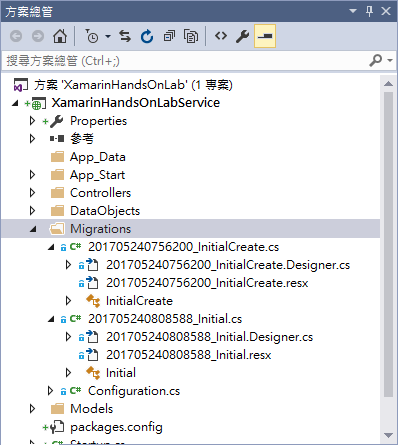 方案總管
搜尋方案總管 (Ctrl+;)
方案 'XamarinHandsOnLab' (1 專案)
XamarinHandsOnLabService
Properties
參考
App_Data
App_Start
Controllers
DataObjects
Migrations
C# 201705240756200_InitialCreate.cs
201705240756200_InitialCreate.Designer.cs
201705240756200_InitialCreate.resx
InitialCreate
C# 201705240808588_Initial.cs
201705240808588_Initial.Designer.cs
201705240808588_Initial.resx
Initial
C# Configuration.cs
Models
packages.config
C# Startup.cs